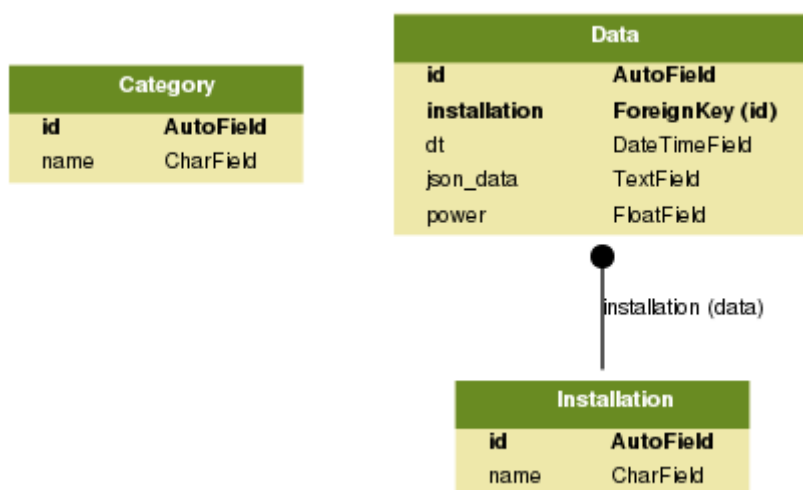 Category
id AutoField
name CharField
Data
id AutoField
installation ForeignKey (id)
dt DateTimeField
json_data TextField
power FloatField
installation (data)
Installation
id AutoField
name CharField